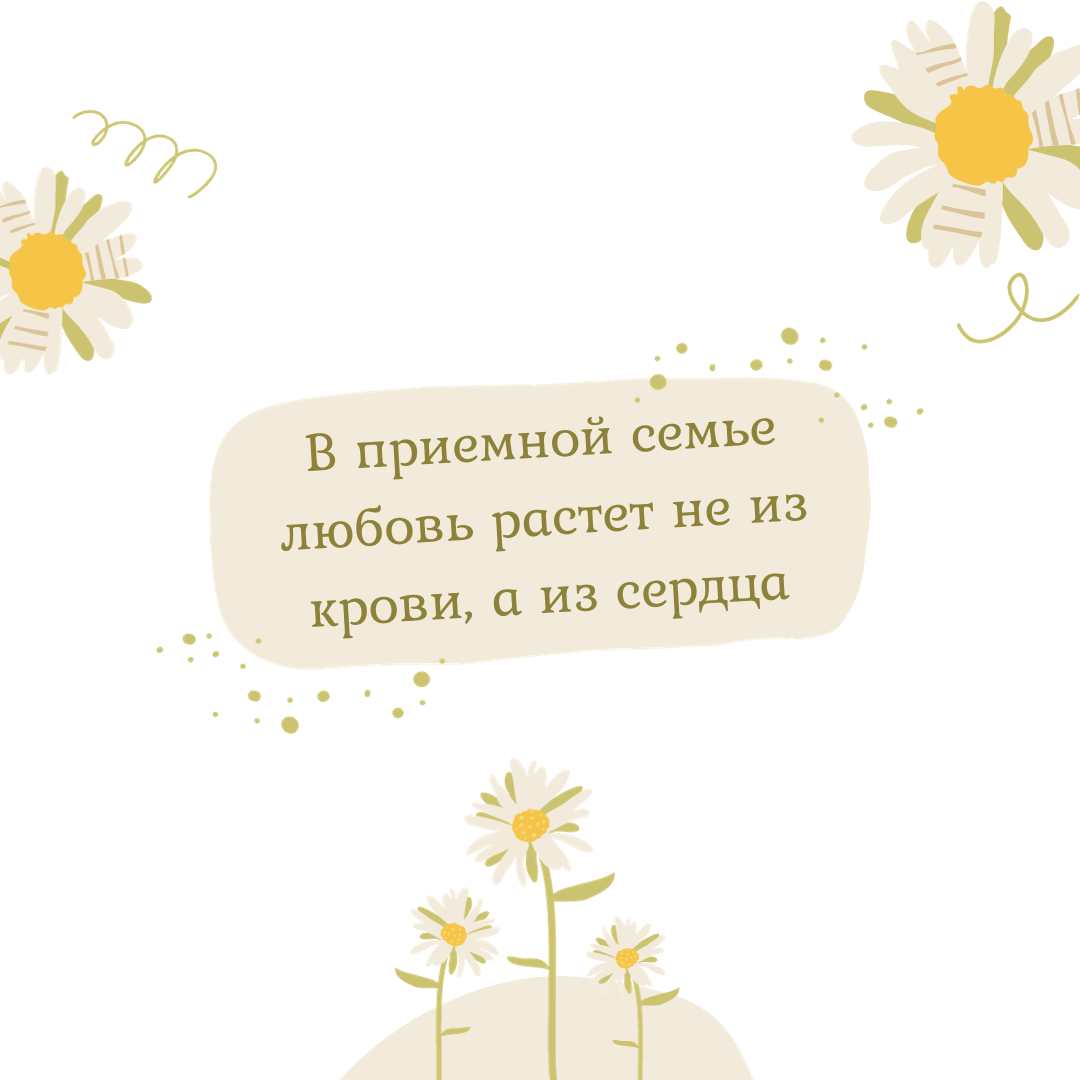 В приемной семье
любовь растет не из
крови, а из сердца